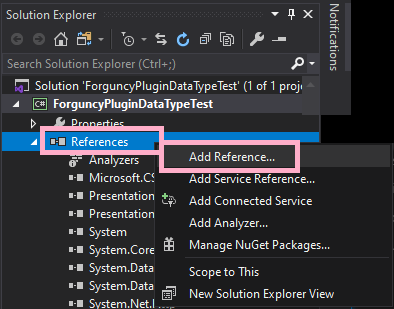 Solution Explorer
Notifications
Search Solution Explorer (Ctrl+;)
Solution 'ForguncyPluginDataTypeTest' (1 of 1 proje
C# ForguncyPluginDataTypeTest
Properties
References
Analyzers
Microsoft.CS
Presentation
Presentation
System
System.Core
System.Data
System.Data
System.Net.
Add Reference...
Add Service Reference...
Add Connected Service
Add Analyzer...
Manage NuGet Packages...
Scope to This
New Solution Explorer View